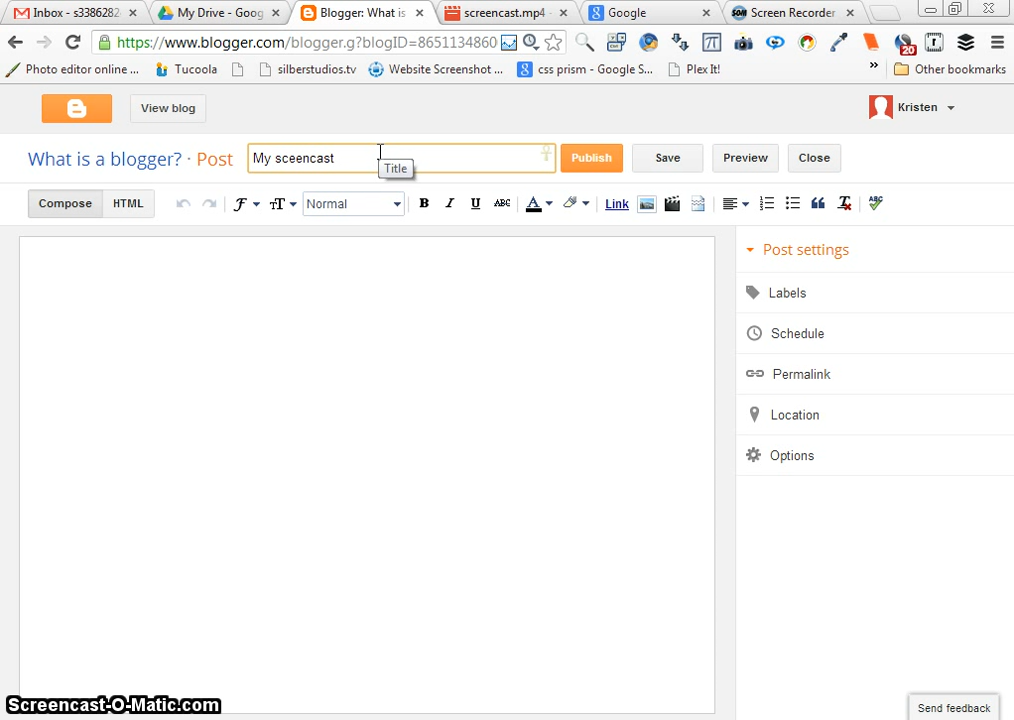 Inbox - s3386282 My Drive - Goog Blogger: What is screencast.mp4 - Google Screen Recorder
https://www.blogger.com/blogger.g?blogID=8651134860 20
Photo editor online ... Tucoola silberstudios.tv Website Screenshot ... css prism - Google S... Plex It! » Other bookmarks
View blog Kristen
What is a blogger? · Post My sceencast Publish Save Preview Close
Title
Compose HTML Normal B I U ABC A Link ABC
Post settings
Labels
Schedule
Permalink
Location
Options
Screencast-O-Matic.com
Send feedback